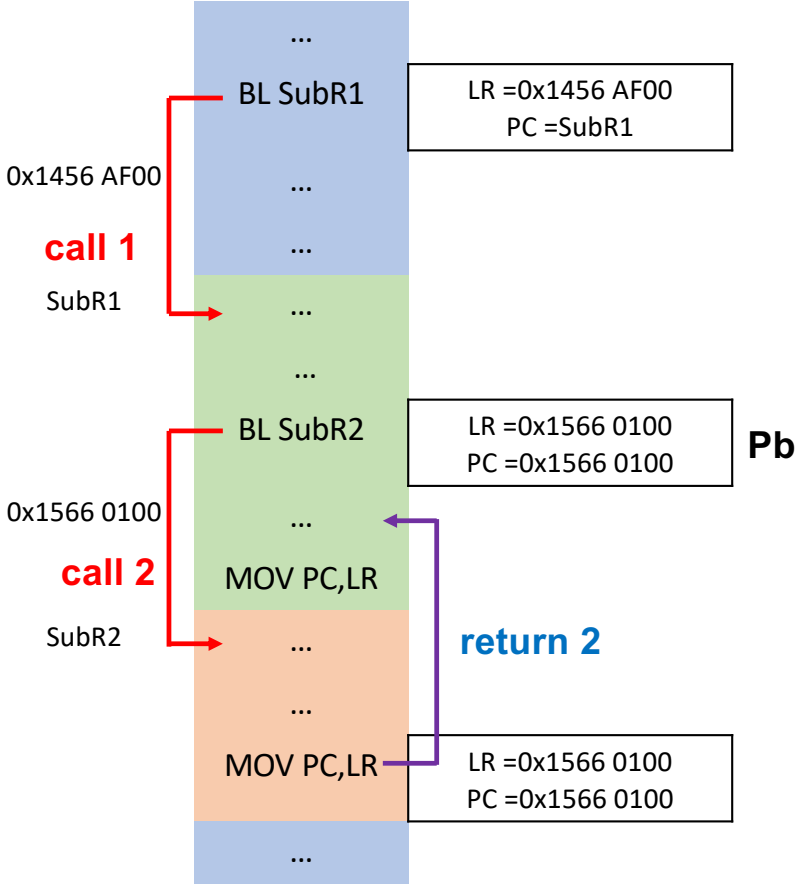 ...
BL SubR1
LR =0x1456 AF00
PC =SubR1
0x1456 AF00
...
call 1
...
SubR1
...
...
BL SubR2
LR =0x1566 0100
PC =0x1566 0100
Pb
0x1566 0100
...
call 2
MOV PC,LR
SubR2
...
return 2
...
MOV PC,LR
LR =0x1566 0100
PC =0x1566 0100
...